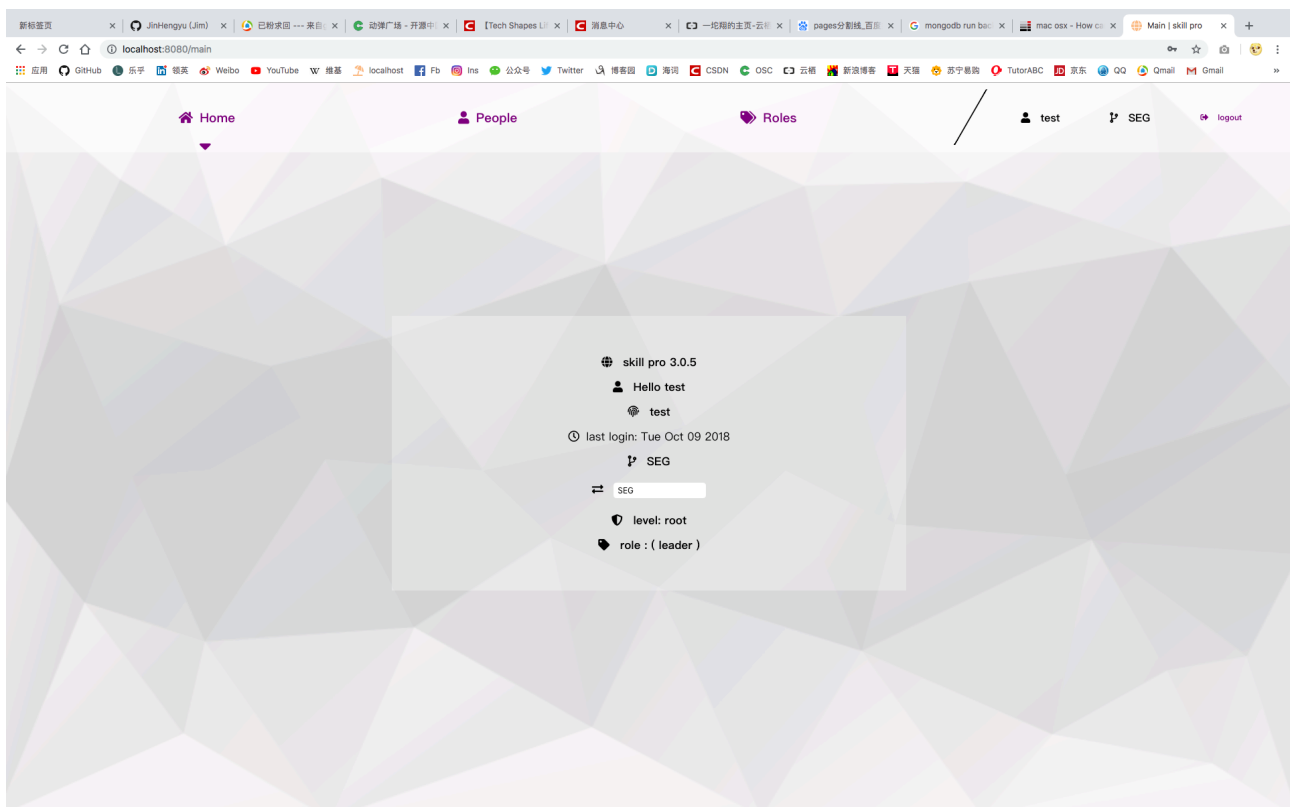 新标签页
JinHengyu (Jim)
已粉求回 --- 来自
动弹广场 - 开源中
【Tech Shapes Li
消息中心
一坨翔的主页-云栖
pages分割线_百度
mongodb run bac
mac osx - How ca
Main | skill pro
localhost:8080/main
应用 GitHub 乐乎 领英 Weibo YouTube 维基 localhost Fb Ins 公众号 Twitter 博客园 海词 CSDN OSC 云栖 新浪博客 天猫 苏宁易购 TutorABC 京东 QQ Qmail Gmail »
Home People Roles test SEG logout
skill pro 3.0.5
Hello test
test
last login: Tue Oct 09 2018
SEG
SEG
level: root
role : ( leader )